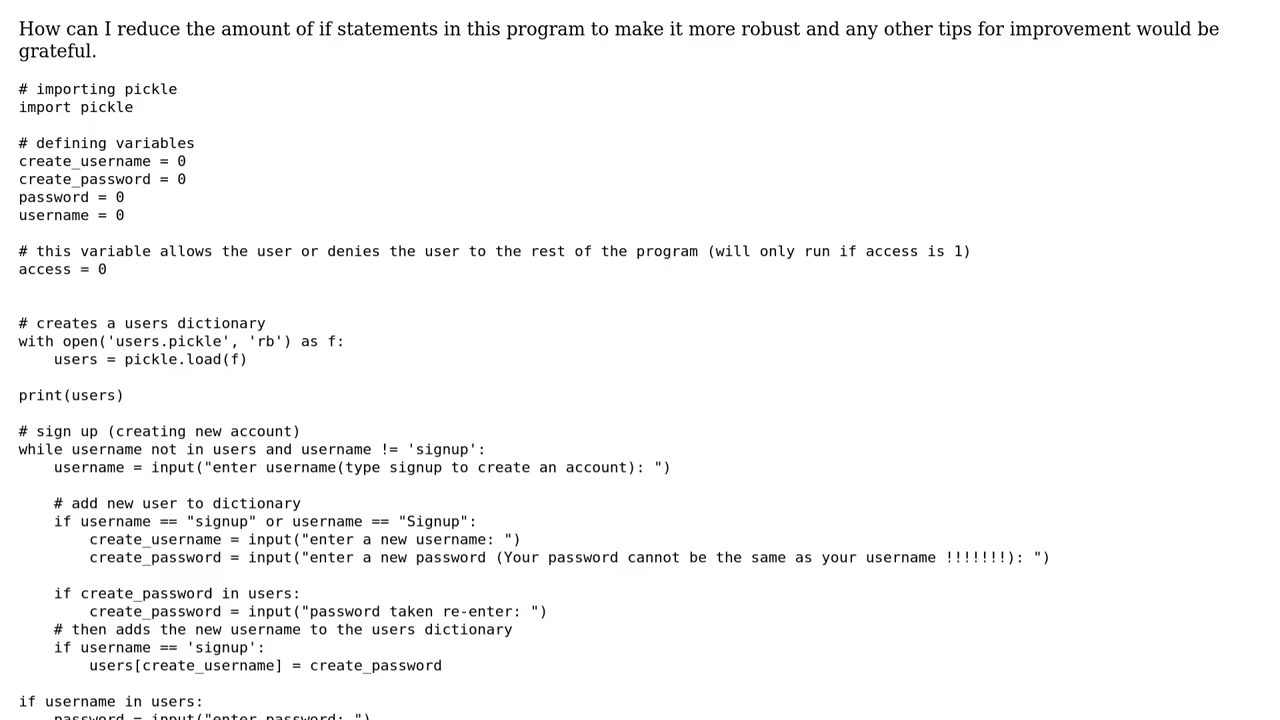 How can I reduce the amount of if statements in this program to make it more robust and any other tips for improvement would be
grateful.
# importing pickle
import pickle
# defining variables
create_username = 0
create_password = 0
password = 0
username = 0
# this variable allows the user or denies the user to the rest of the program (will only run if access is 1)
access = 0
# creates a users dictionary
with open('users.pickle', 'rb') as f:
    users = pickle.load(f)
print(users)
# sign up (creating new account)
while username not in users and username != 'signup':
    username = input("enter username(type signup to create an account): ")
    # add new user to dictionary
    if username == "signup" or username == "Signup":
        create_username = input("enter a new username: ")
        create_password = input("enter a new password (Your password cannot be the same as your username !!!!!!!): ")
    if create_password in users:
        create_password = input("password taken re-enter: ")
    # then adds the new username to the users dictionary
    if username == 'signup':
        users[create_username] = create_password
if username in users:
    password = input("enter password: ")